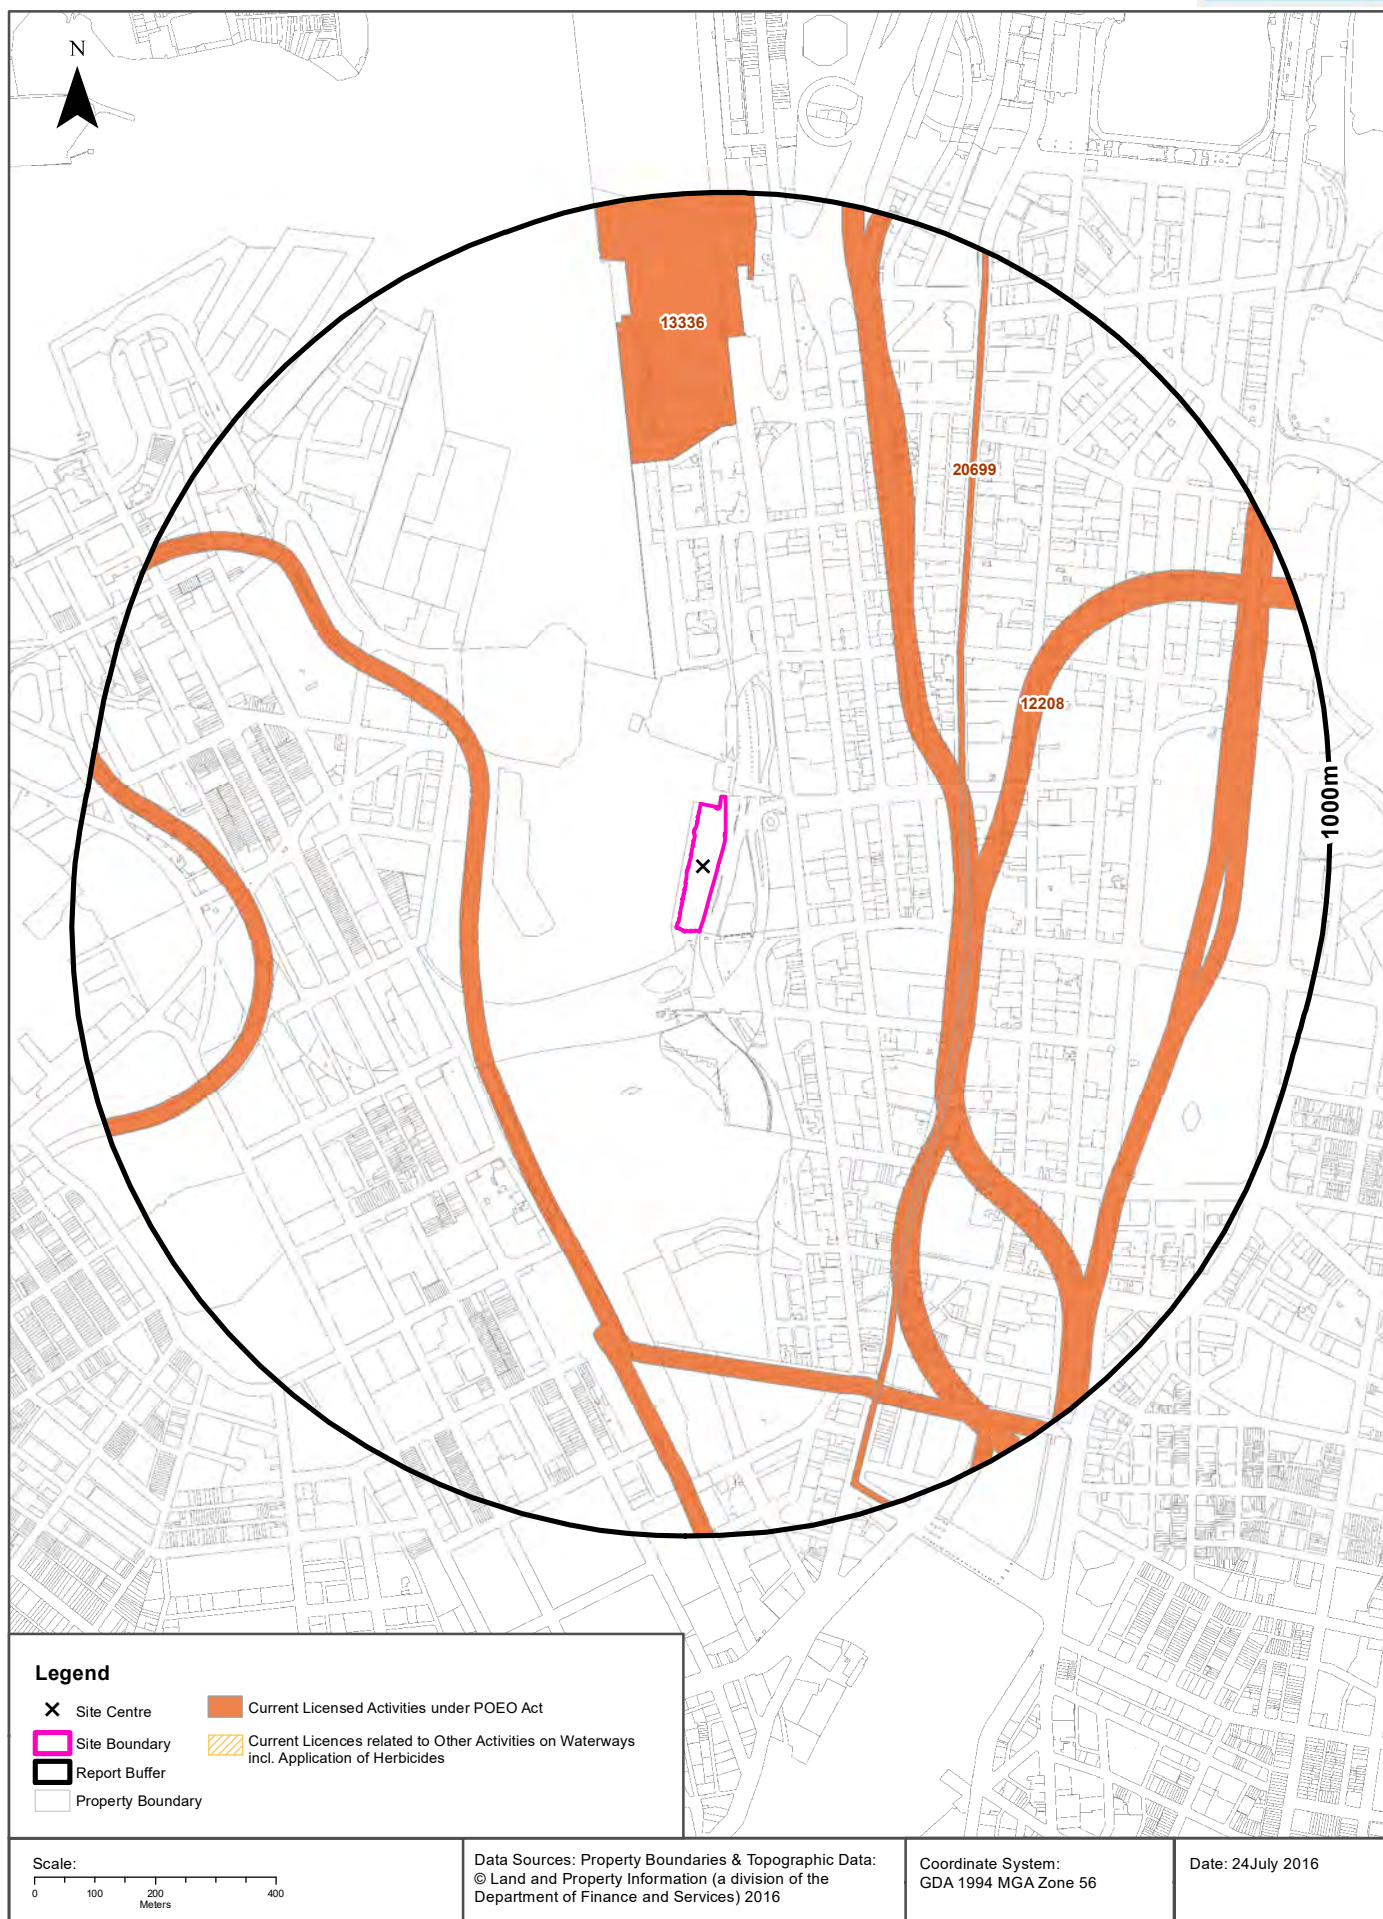 N
13336
20699
12208
1000m
Legend
Site Centre
Site Boundary
Report Buffer
Property Boundary
Current Licensed Activities under POEO Act
Current Licences related to Other Activities on Waterways
incl. Application of Herbicides
Scale:
0 100 200 400
Meters
Data Sources: Property Boundaries & Topographic Data:
© Land and Property Information (a division of the
Department of Finance and Services) 2016
Coordinate System:
GDA 1994 MGA Zone 56
Date: 24July 2016